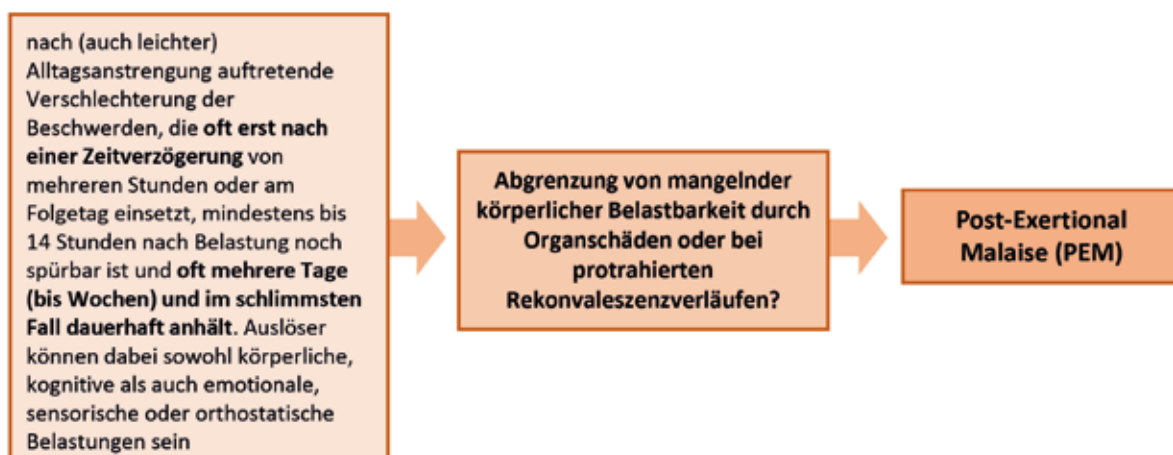 nach (auch leichter)
Alltagsanstrengung auftretende
Verschlechterung der
Beschwerden, die oft erst nach
einer Zeitverzögerung von
mehreren Stunden oder am
Folgetag einsetzt, mindestens bis
14 Stunden nach Belastung noch
spürbar ist und oft mehrere Tage
(bis Wochen) und im schlimmsten
Fall dauerhaft anhält. Auslöser
können dabei sowohl körperliche,
kognitive als auch emotionale,
sensorische oder orthostatische
Belastungen sein
Abgrenzung von mangelnder
körperlicher Belastbarkeit durch
Organschäden oder bei
protrahierten
Rekonvaleszenzverläufen?
Post-Exertional
Malaise (PEM)